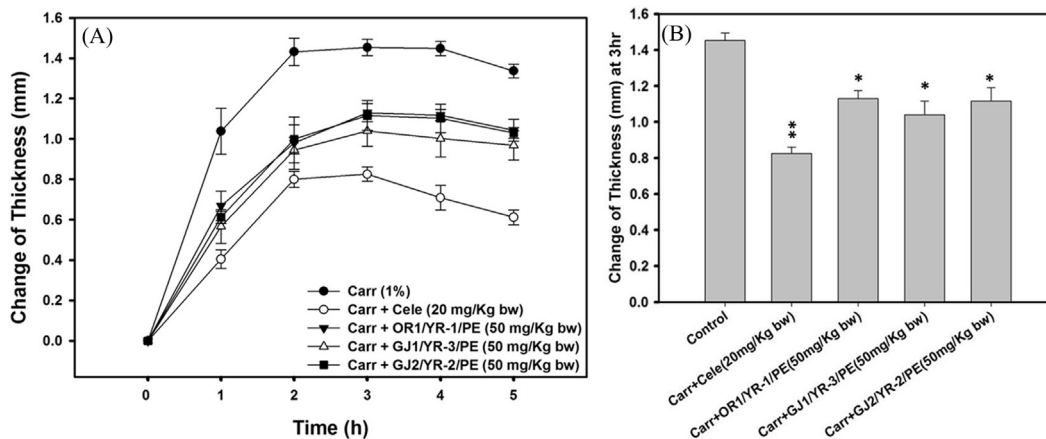 (A)
Change of Thickness (mm)
1.6
1.4
1.2
1.0
0.8
0.6
0.4
0.2
0.0
0
1
2
3
4
5
Time (h)
Carr (1%)
Carr + Cele (20 mg/Kg bw)
Carr + OR1/YR-1/PE (50 mg/Kg bw)
Carr + GJ1/YR-3/PE (50 mg/Kg bw)
Carr + GJ2/YR-2/PE (50 mg/Kg bw)
(B)
Change of Thickness (mm) at 3hr
1.6
1.4
1.2
1.0
0.8
0.6
0.4
0.2
0.0
**
*
*
*
Control
Carr+Cele(20mg/Kg bw)
Carr+OR1/YR-1/PE(50mg/Kg bw)
Carr+GJ1/YR-3/PE(50mg/Kg bw)
Carr+GJ2/YR-2/PE(50mg/Kg bw)